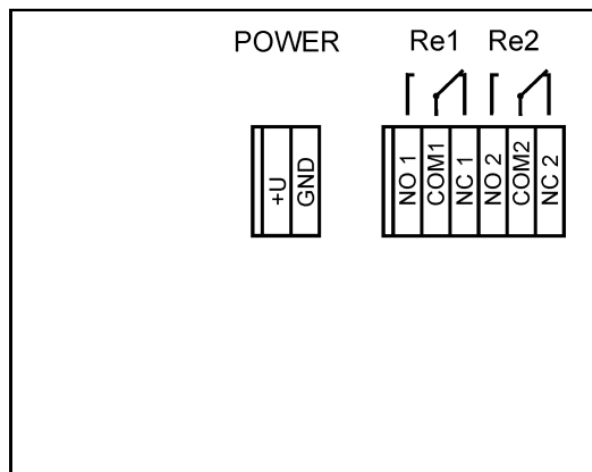 POWER Re1 Re2
+U
GND
NO 1
COM1
NC 1
NO 2
COM2
NC 2